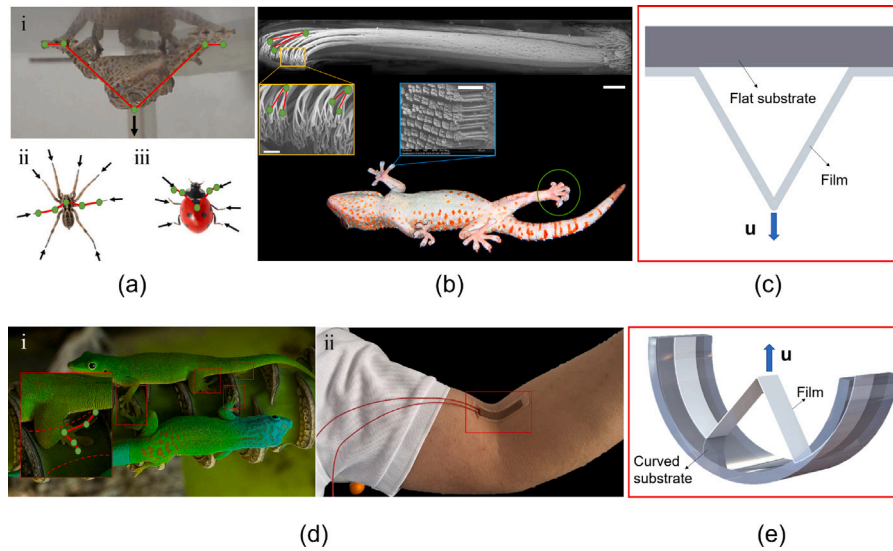 i
ii
iii
(a)
(b)
Flat substrate
Film
u
(c)
i
ii
(d)
u
Film
Curved
substrate
(e)